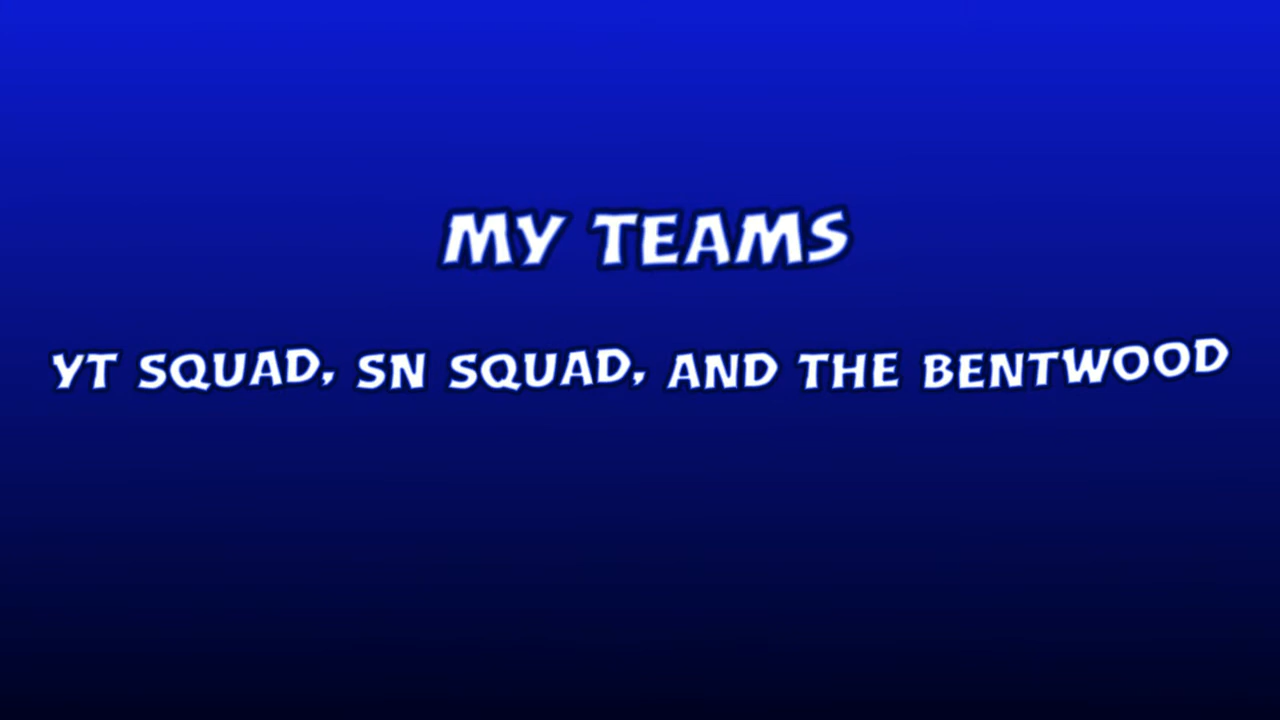 MY TEAMS
YT SQUAD, SN SQUAD, AND THE BENTWOOD